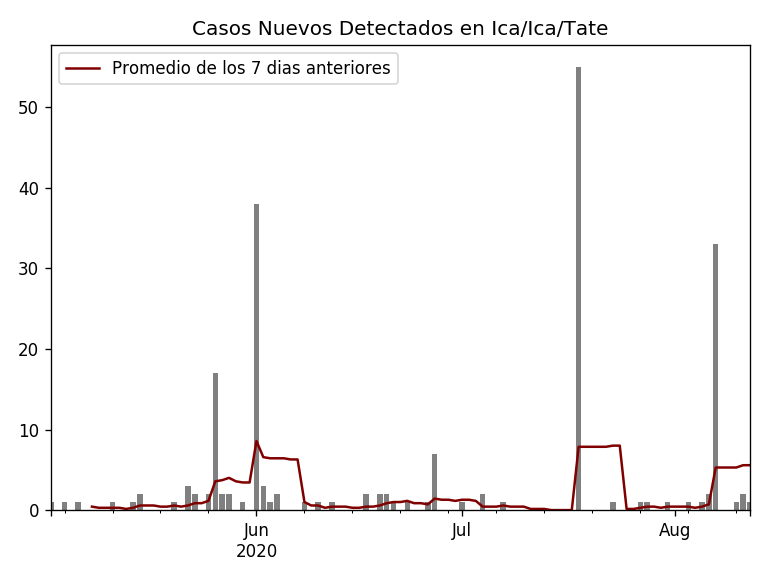 Casos Nuevos Detectados en Ica/Ica/Tate
Promedio de los 7 dias anteriores
50
40
30
20
10
0
Jun
2020
Jul
Aug